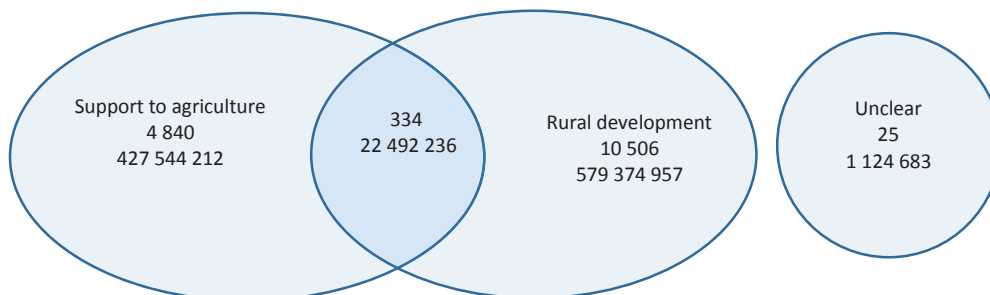 Support to agriculture
4 840
427 544 212
334
22 492 236
Rural development
10 506
579 374 957
Unclear
25
1 124 683